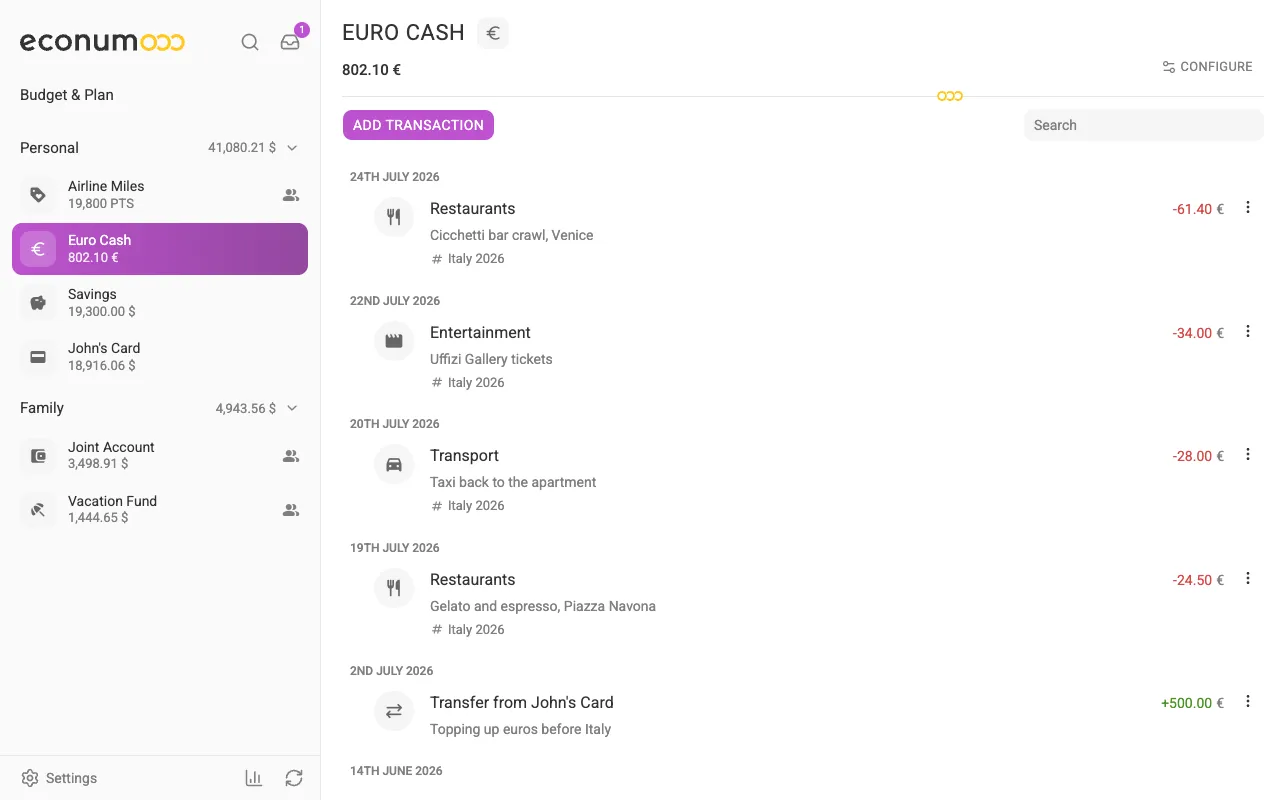 econumo
1
Budget & Plan
Personal
41,080.21 $
Airline Miles
19,800 PTS
€
Euro Cash
802.10 €
Savings
19,300.00 $
John's Card
18,916.06 $
Family
4,943.56 $
Joint Account
3,498.91 $
Vacation Fund
1,444.65 $
Settings
EURO CASH
€
802.10 €
CONFIGURE
ADD TRANSACTION
Search
24TH JULY 2026
Restaurants
-61.40 €
Cicchetti bar crawl, Venice
# Italy 2026
22ND JULY 2026
Entertainment
-34.00 €
Uffizi Gallery tickets
# Italy 2026
20TH JULY 2026
Transport
-28.00 €
Taxi back to the apartment
# Italy 2026
19TH JULY 2026
Restaurants
-24.50 €
Gelato and espresso, Piazza Navona
# Italy 2026
2ND JULY 2026
Transfer from John's Card
+500.00 €
Topping up euros before Italy
14TH JUNE 2026